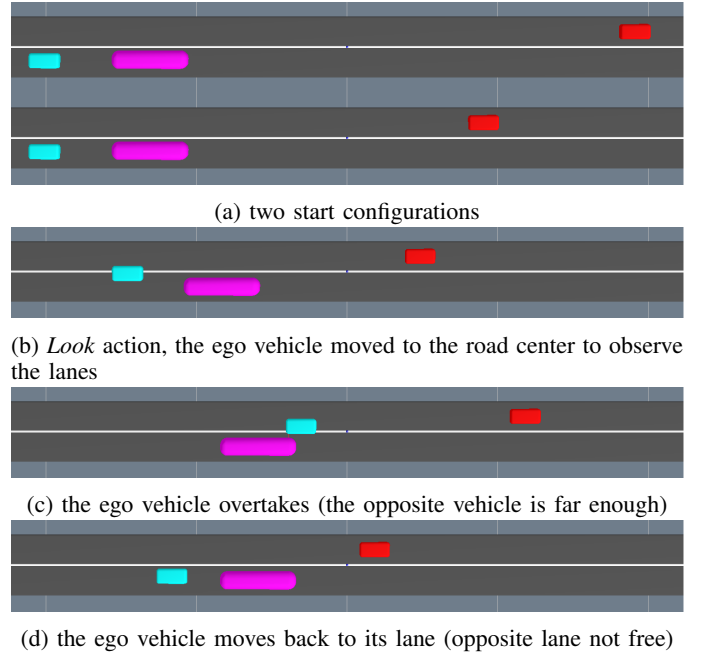 (a) two start configurations
(b) Look action, the ego vehicle moved to the road center to observe
the lanes
(c) the ego vehicle overtakes (the opposite vehicle is far enough)
(d) the ego vehicle moves back to its lane (opposite lane not free)